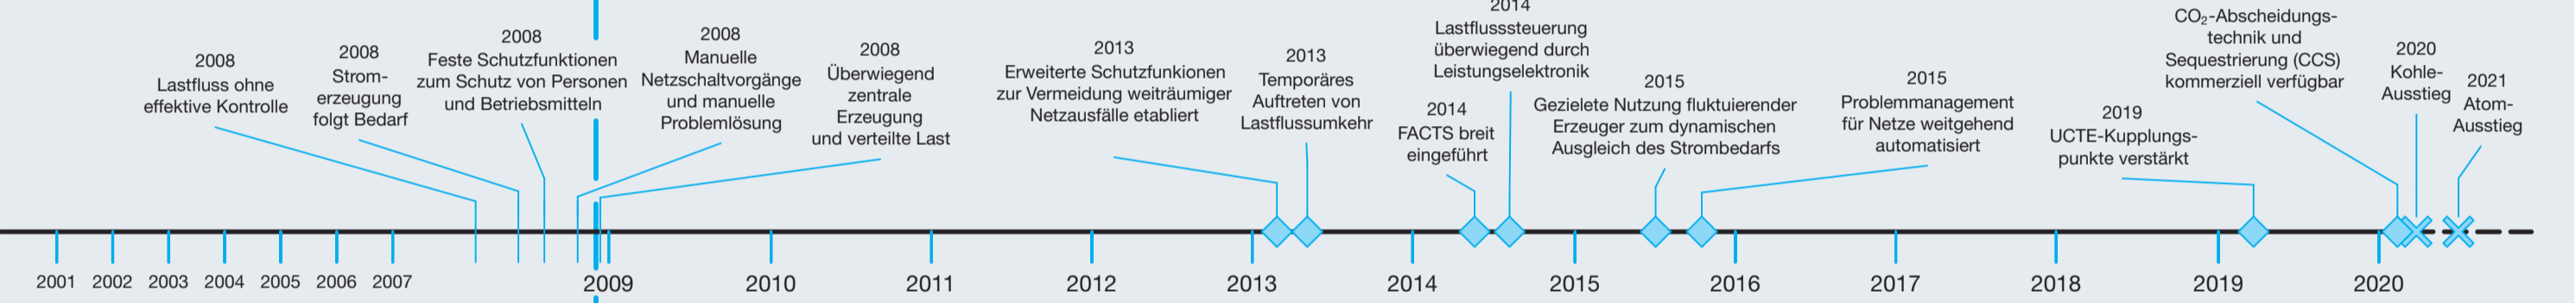 2008
Lastfluss ohne
effektive Kontrolle
2008
Strom-
erzeugung
folgt Bedarf
2008
Feste Schutzfunktionen
zum Schutz von Personen
und Betriebsmitteln
2008
Manuelle
Netzschaltvorgänge
und manuelle
Problemlösung
2008
Überwiegend
zentrale
Erzeugung
und verteilte Last
2013
Erweiterte Schutzfunkionen
zur Vermeidung weiträumiger
Netzausfälle etabliert
2013
Temporäres
Auftreten von
Lastflussumkehr
2014
FACTS breit
eingeführt
2014
Lastflusssteuerung
überwiegend durch
Leistungselektronik
2015
Gezielete Nutzung fluktuierender
Erzeuger zum dynamischen
Ausgleich des Strombedarfs
2015
Problemmanagement
für Netze weitgehend
automatisiert
2019
UCTE-Kupplungs-
punkte verstärkt
CO₂-Abscheidungs-
technik und
Sequestrierung (CCS)
kommerziell verfügbar
2020
Kohle-
Ausstieg
2021
Atom-
Ausstieg
2001 2002 2003 2004 2005 2006 2007 2009 2010 2011 2012 2013 2014 2015 2016 2017 2018 2019 2020